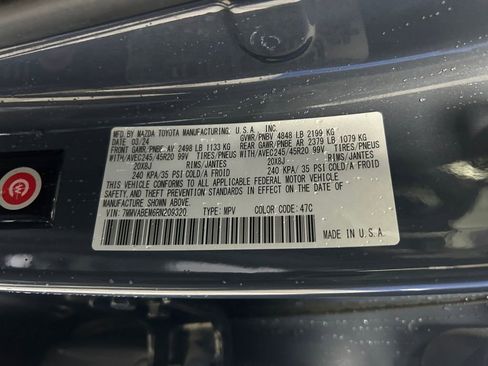 MFD. BY MAZDA TOYOTA MANUFACTURING, U.S.A., INC.
DATE 03/24 GVWR/PNBV 4848 LB 2199 KG
FRONT GAWR/PNBE AV 2498 LB 1133 KG REAR GAWR/PNBE AR 2379 LB 1079 KG
WITH/AVEC245/45R20 99V TIRES/PNEUS WITH/AVEC245/45R20 99V TIRES/PNEUS
20X8J RIMS/JANTES 20X8J RIMS/JANTES
240 KPA/35 PSI COLD/A FROID 240 KPA/35 PSI COLD/A FROID
THIS VEHICLE CONFORMS TO ALL APPLICABLE FEDERAL MOTOR VEHICLE
SAFETY, AND THEFT PREVENTION STANDARDS IN EFFECT ON THE DATE OF
MANUFACTURE SHOWN ABOVE.
VIN: 7MMVABEM6RN209320 TYPE: MPV COLOR CODE: 47C
MADE IN U.S.A.